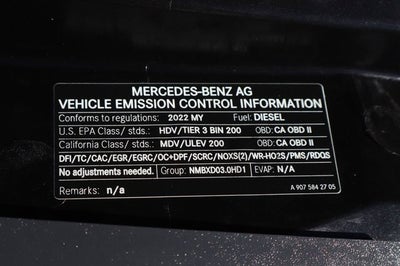 MERCEDES-BENZ AG
VEHICLE EMISSION CONTROL INFORMATION
Conforms to regulations: 2022 MY Fuel: DIESEL
U.S. EPA Class/ stds.: HDV/TIER 3 BIN 200 OBD: CA OBD II
California Class/ stds.: MDV/ULEV 200 OBD: CA OBD II
DFI/TC/CAC/EGR/EGRC/OC+DPF/SCRC/NOXS(2)/WR-HO2S/PMS/RDQS
No adjustments needed. Group: NMBXD03.0HD1 EVAP: N/A
Remarks: n/a A 907 584 27 05